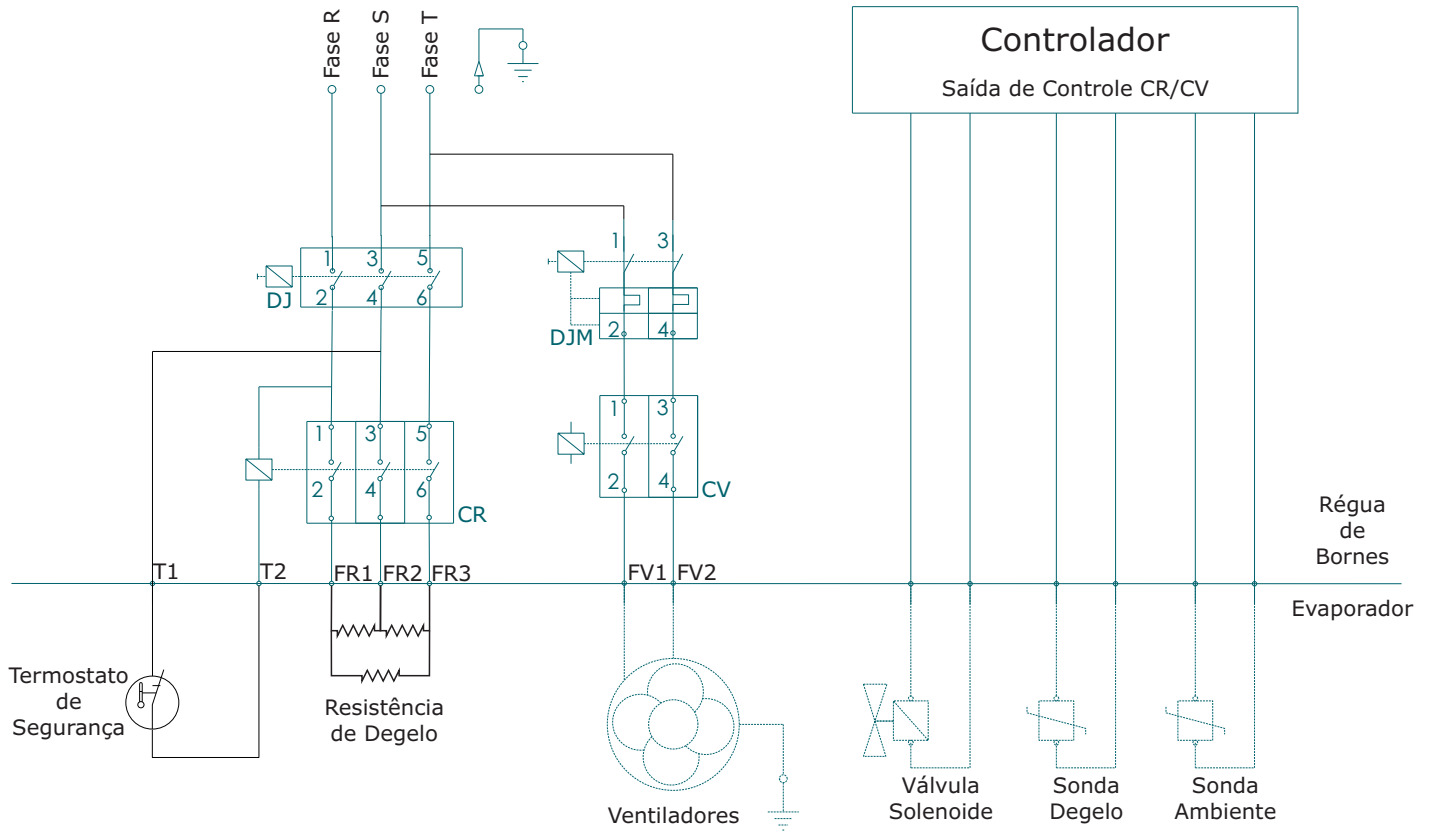 Fase R
Fase S
Fase T
Controlador
Saída de Controle CR/CV
1
3
5
DJ
2
4
6
1
3
DJM
2
4
1
3
5
2
4
6
CR
1
3
2
4
CV
Régua
de
Bornes
T1
T2
FR1
FR2
FR3
FV1
FV2
Evaporador
Termostato
de
Segurança
Resistência
de Degelo
Ventiladores
Válvula
Solenoide
Sonda
Degelo
Sonda
Ambiente